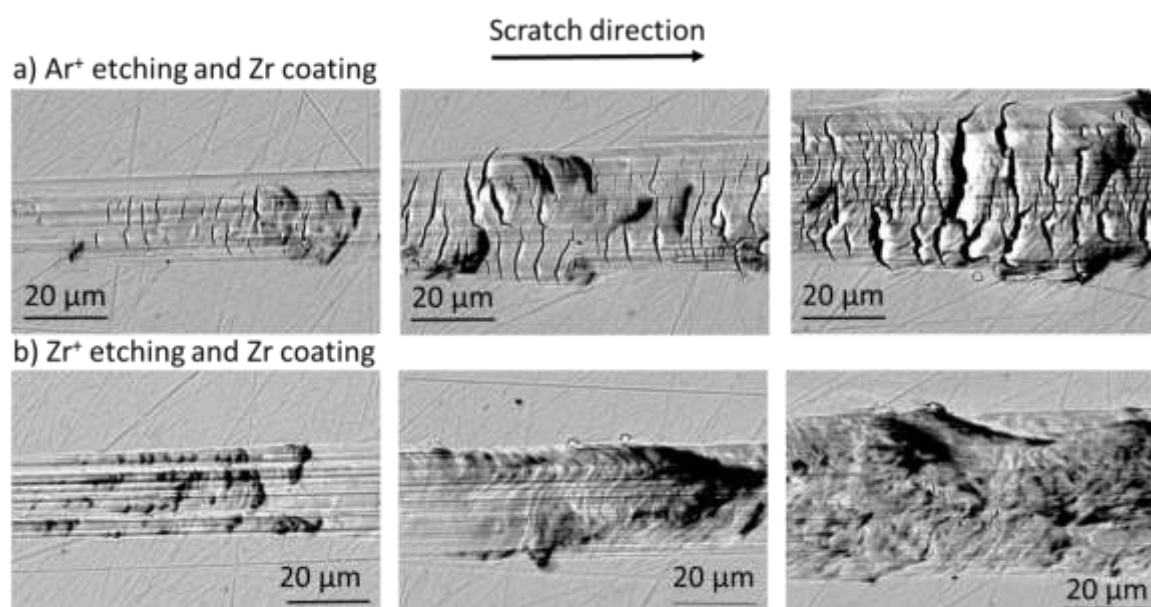 Scratch direction
a) Ar⁺ etching and Zr coating
20 µm
20 µm
20 µm
b) Zr⁺ etching and Zr coating
20 µm
20 µm
20 µm